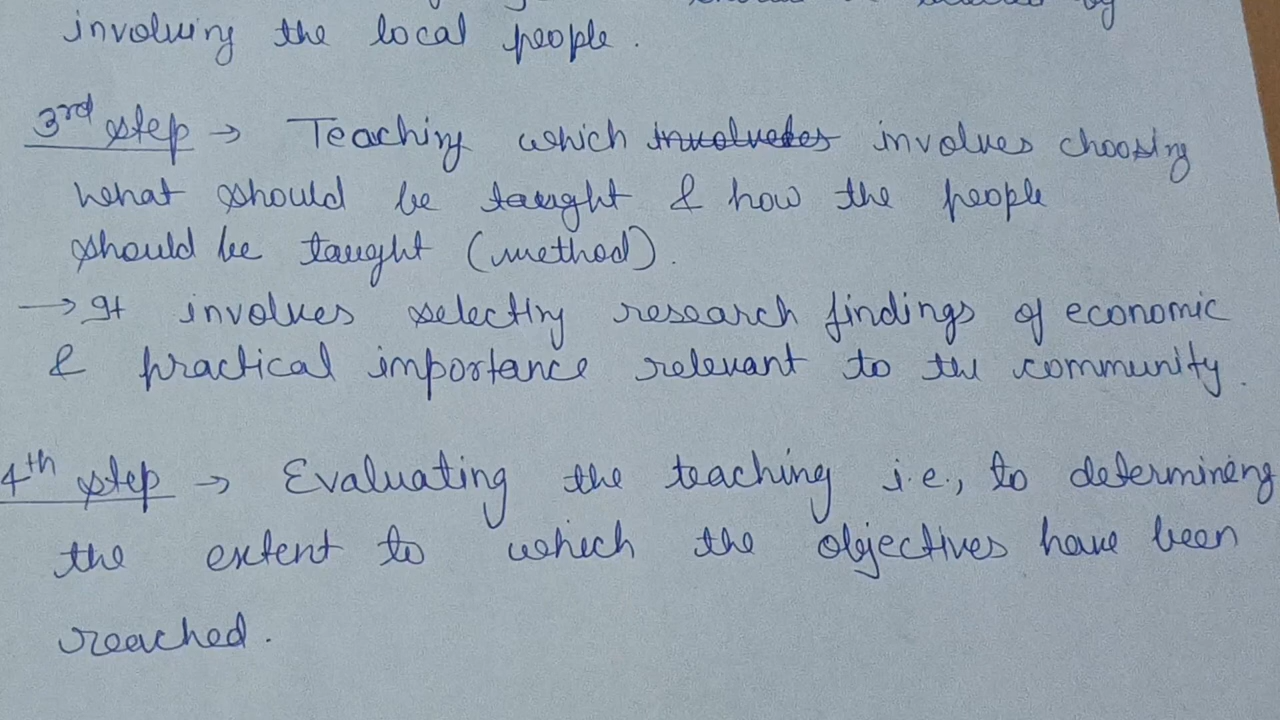 by
involving the local people.
3rd step → Teaching which involves choosing
what should be taught & how the people
should be taught (method).
→ It involves selecting research findings of economic
& practical importance relevant to the community.
4th step → Evaluating the teaching i.e., to determining
the extent to which the objectives have been
reached.